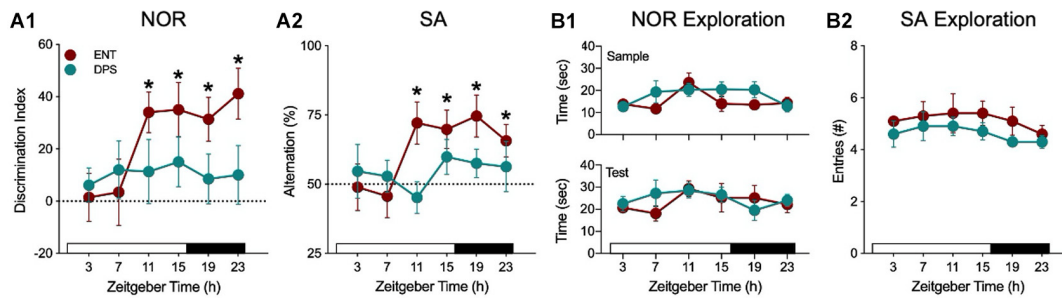 A1
NOR
ENT
DPS
Discrimination Index
60
40
20
0
-20
* * * *
3 7 11 15 19 23
Zeitgeber Time (h)
A2
SA
Alternation (%)
100
75
50
25
* * * *
3 7 11 15 19 23
Zeitgeber Time (h)
B1
NOR Exploration
Sample
Time (sec)
40
30
20
10
0
Test
Time (sec)
40
30
20
10
0
3 7 11 15 19 23
Zeitgeber Time (h)
B2
SA Exploration
Entries (#)
8
6
4
2
0
3 7 11 15 19 23
Zeitgeber Time (h)